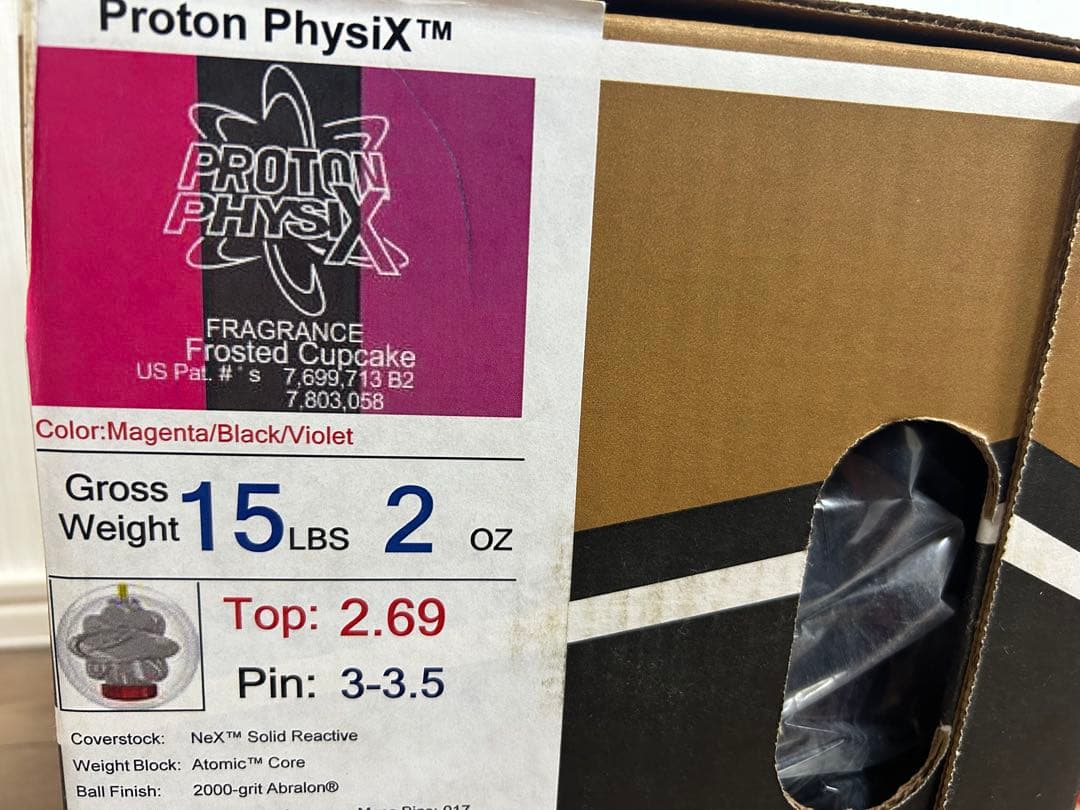 Proton PhysiX™
PROTON
PHYSIX
FRAGRANCE
Frosted Cupcake
US Pat. #'s 7,699,713 B2
7,803,058
Color:Magenta/Black/Violet
Gross Weight 15 LBS 2 OZ
Top: 2.69
Pin: 3-3.5
Coverstock: NeX™ Solid Reactive
Weight Block: Atomic™ Core
Ball Finish: 2000-grit Abralon®